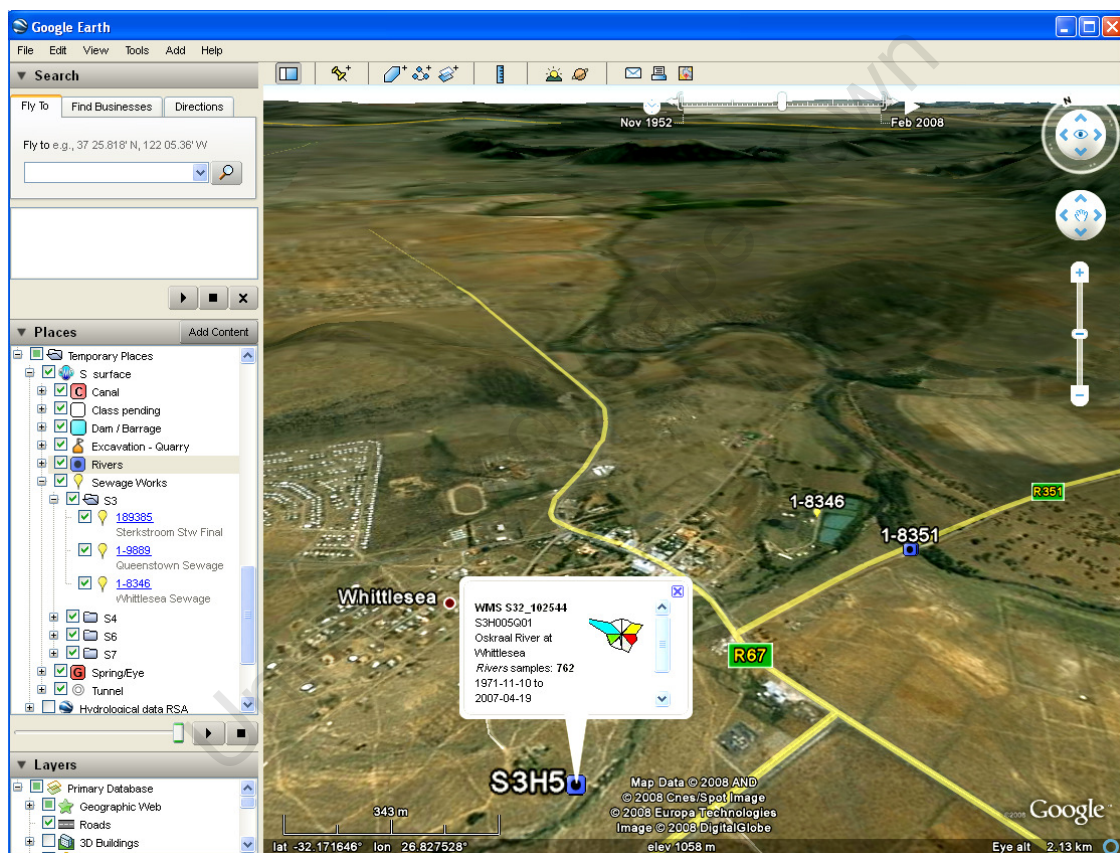 Google Earth
File Edit View Tools Add Help
Search
Fly To Find Businesses Directions
Fly to e.g., 37 25.818' N, 122 05.36' W
Places Add Content
Temporary Places
S surface
C Canal
Class pending
Dam / Barrage
Excavation - Quarry
Rivers
Sewage Works
S3
189385
Sterkstroom Stw Final
1-9889
Queenstown Sewage
1-8346
Whittlesea Sewage
S4
S6
S7
G Spring/Eye
Tunnel
Hydrological data RSA
Layers
Primary Database
Geographic Web
Roads
3D Buildings
Nov 1952 Feb 2008
N
R351
1-8346
1-8351
Whittlesea
WMS S32_102544
S3H005Q01
Oskraal River at
Whittlesea
Rivers samples: 762
1971-11-10 to
2007-04-19
R67
S3H5
Map Data © 2008 AND
© 2008 Cnes/Spot Image
© 2008 Europa Technologies
Image © 2008 DigitalGlobe
343 m
©2008 Google™
lat -32.171646° lon 26.827528° elev 1058 m Eye alt 2.13 km